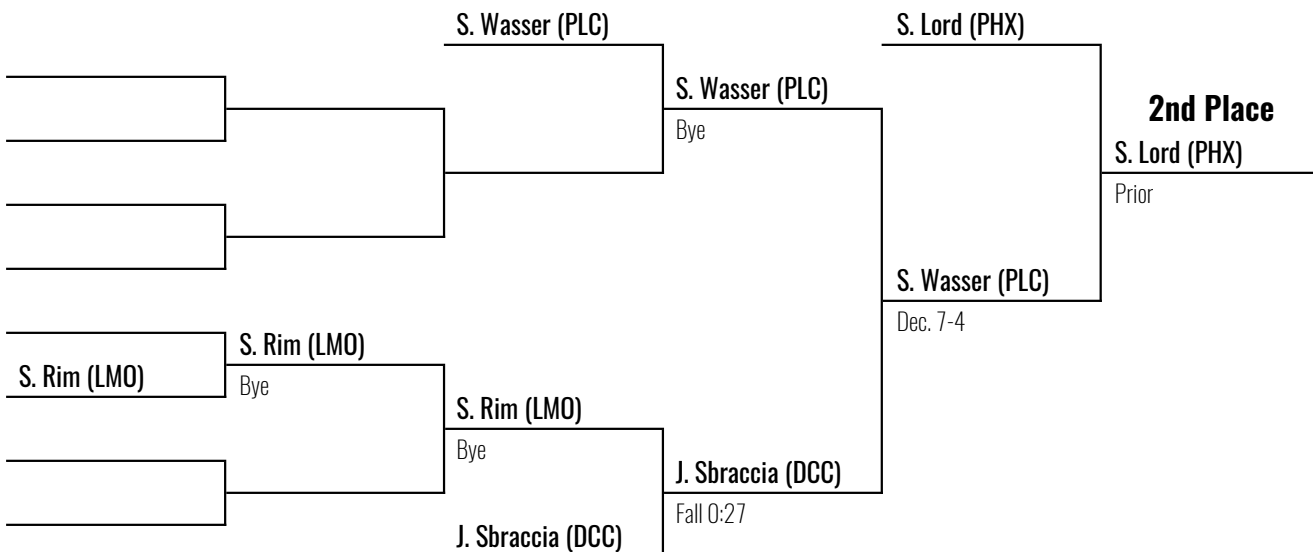 S. Wasser (PLC)
S. Lord (PHX)
S. Wasser (PLC)
Bye
2nd Place
S. Lord (PHX)
Prior
S. Wasser (PLC)
Dec. 7-4
S. Rim (LMO)
S. Rim (LMO)
Bye
S. Rim (LMO)
Bye
J. Sbraccia (DCC)
Fall 0:27
J. Sbraccia (DCC)